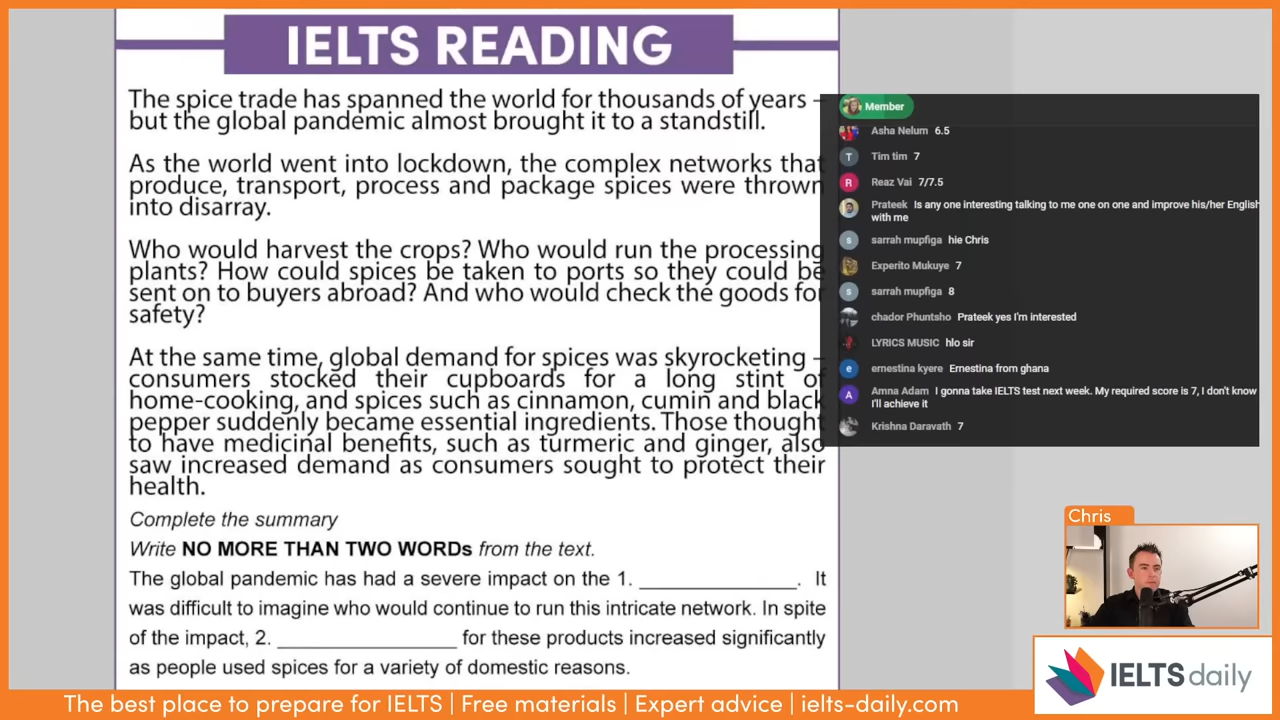 IELTS READING
The spice trade has spanned the world for thousands of years –
but the global pandemic almost brought it to a standstill.
As the world went into lockdown, the complex networks that
produce, transport, process and package spices were thrown
into disarray.
Who would harvest the crops? Who would run the processing
plants? How could spices be taken to ports so they could be
sent on to buyers abroad? And who would check the goods for
safety?
At the same time, global demand for spices was skyrocketing –
consumers stocked their cupboards for a long stint of
home-cooking, and spices such as cinnamon, cumin and black
pepper suddenly became essential ingredients. Those thought
to have medicinal benefits, such as turmeric and ginger, also
saw increased demand as consumers sought to protect their
health.
Complete the summary
Write NO MORE THAN TWO WORDs from the text.
The global pandemic has had a severe impact on the 1. ______________. It
was difficult to imagine who would continue to run this intricate network. In spite
of the impact, 2. ________________ for these products increased significantly
as people used spices for a variety of domestic reasons.
Member
Asha Nelum 6.5
T Tim tim 7
R Reaz Vai 7/7.5
Prateek Is any one interesting talking to me one on one and improve his/her English
with me
s sarrah mupfiga hie Chris
Experito Mukuye 7
s sarrah mupfiga 8
chador Phuntsho Prateek yes I'm interested
LYRICS MUSIC hlo sir
e ernestina kyere Ernestina from ghana
A Amna Adam I gonna take IELTS test next week. My required score is 7, I don't know
I'll achieve it
Krishna Daravath 7
Chris
IELTS daily
The best place to prepare for IELTS | Free materials | Expert advice | ielts-daily.com